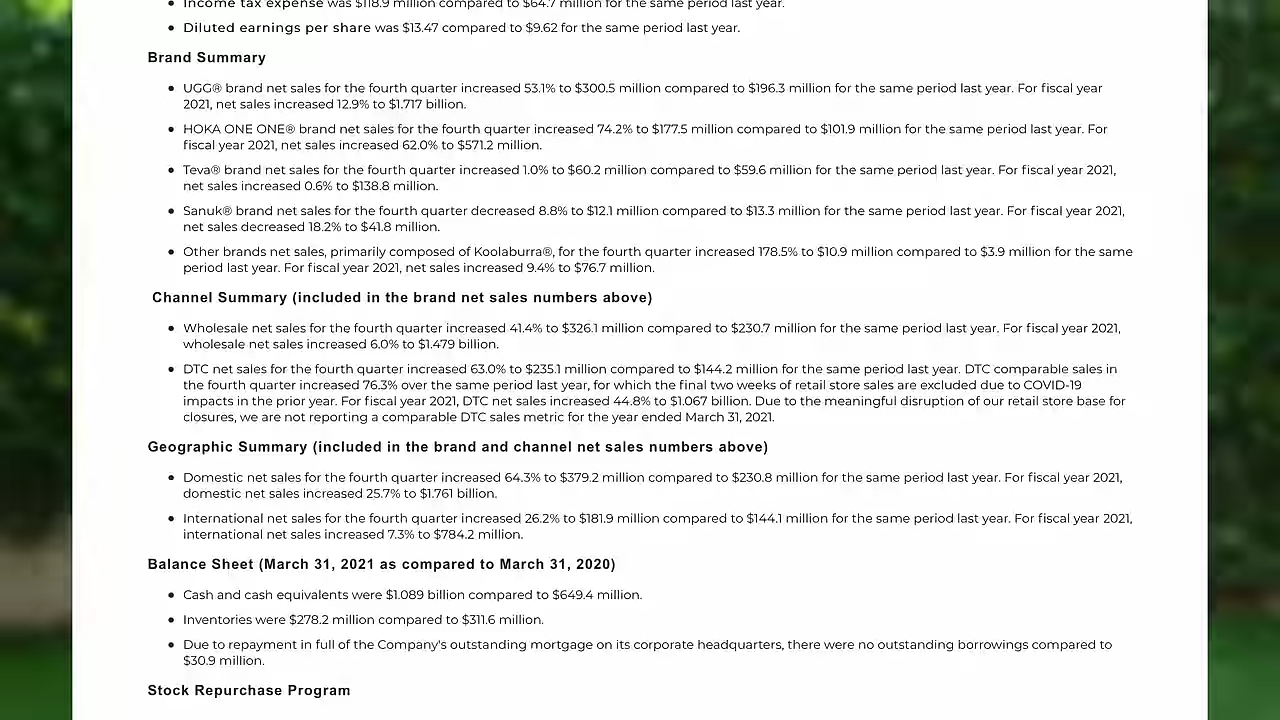 • Income tax expense was $118.9 million compared to $64.7 million for the same period last year.
• Diluted earnings per share was $13.47 compared to $9.62 for the same period last year.
Brand Summary
• UGG® brand net sales for the fourth quarter increased 53.1% to $300.5 million compared to $196.3 million for the same period last year. For fiscal year
2021, net sales increased 12.9% to $1.717 billion.
• HOKA ONE ONE® brand net sales for the fourth quarter increased 74.2% to $177.5 million compared to $101.9 million for the same period last year. For
fiscal year 2021, net sales increased 62.0% to $571.2 million.
• Teva® brand net sales for the fourth quarter increased 1.0% to $60.2 million compared to $59.6 million for the same period last year. For fiscal year 2021,
net sales increased 0.6% to $138.8 million.
• Sanuk® brand net sales for the fourth quarter decreased 8.8% to $12.1 million compared to $13.3 million for the same period last year. For fiscal year 2021,
net sales decreased 18.2% to $41.8 million.
• Other brands net sales, primarily composed of Koolaburra®, for the fourth quarter increased 178.5% to $10.9 million compared to $3.9 million for the same
period last year. For fiscal year 2021, net sales increased 9.4% to $76.7 million.
Channel Summary (included in the brand net sales numbers above)
• Wholesale net sales for the fourth quarter increased 41.4% to $326.1 million compared to $230.7 million for the same period last year. For fiscal year 2021,
wholesale net sales increased 6.0% to $1.479 billion.
• DTC net sales for the fourth quarter increased 63.0% to $235.1 million compared to $144.2 million for the same period last year. DTC comparable sales in
the fourth quarter increased 76.3% over the same period last year, for which the final two weeks of retail store sales are excluded due to COVID-19
impacts in the prior year. For fiscal year 2021, DTC net sales increased 44.8% to $1.067 billion. Due to the meaningful disruption of our retail store base for
closures, we are not reporting a comparable DTC sales metric for the year ended March 31, 2021.
Geographic Summary (included in the brand and channel net sales numbers above)
• Domestic net sales for the fourth quarter increased 64.3% to $379.2 million compared to $230.8 million for the same period last year. For fiscal year 2021,
domestic net sales increased 25.7% to $1.761 billion.
• International net sales for the fourth quarter increased 26.2% to $181.9 million compared to $144.1 million for the same period last year. For fiscal year 2021,
international net sales increased 7.3% to $784.2 million.
Balance Sheet (March 31, 2021 as compared to March 31, 2020)
• Cash and cash equivalents were $1.089 billion compared to $649.4 million.
• Inventories were $278.2 million compared to $311.6 million.
• Due to repayment in full of the Company's outstanding mortgage on its corporate headquarters, there were no outstanding borrowings compared to
$30.9 million.
Stock Repurchase Program